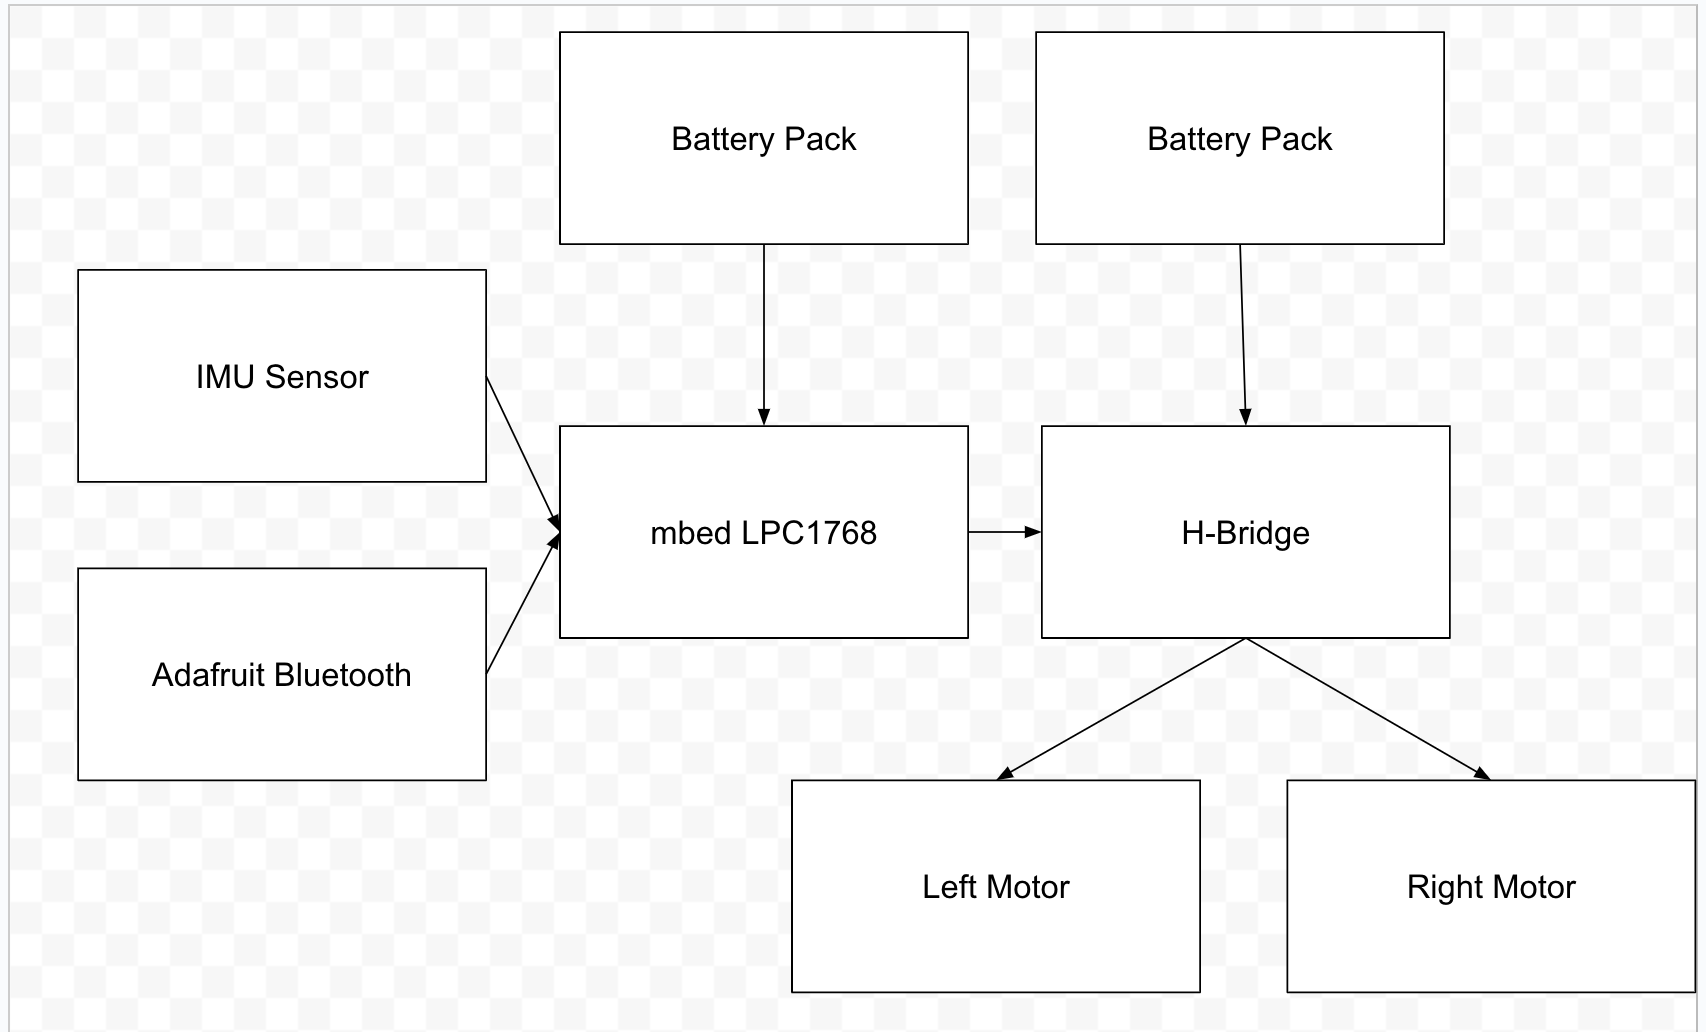 Battery Pack
Battery Pack
IMU Sensor
mbed LPC1768
H-Bridge
Adafruit Bluetooth
Left Motor
Right Motor